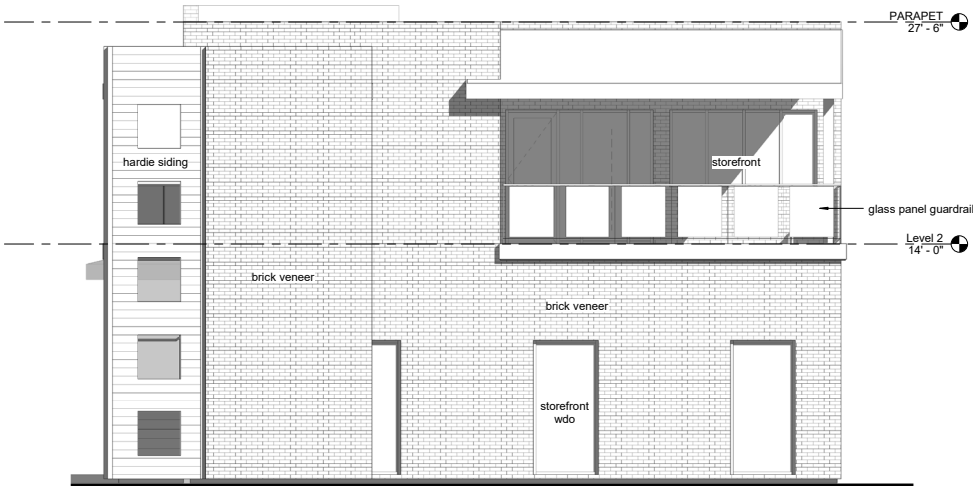 PARAPET
27' - 6"
hardie siding
storefront
glass panel guardrail
Level 2
14' - 0"
brick veneer
brick veneer
storefront
wdo